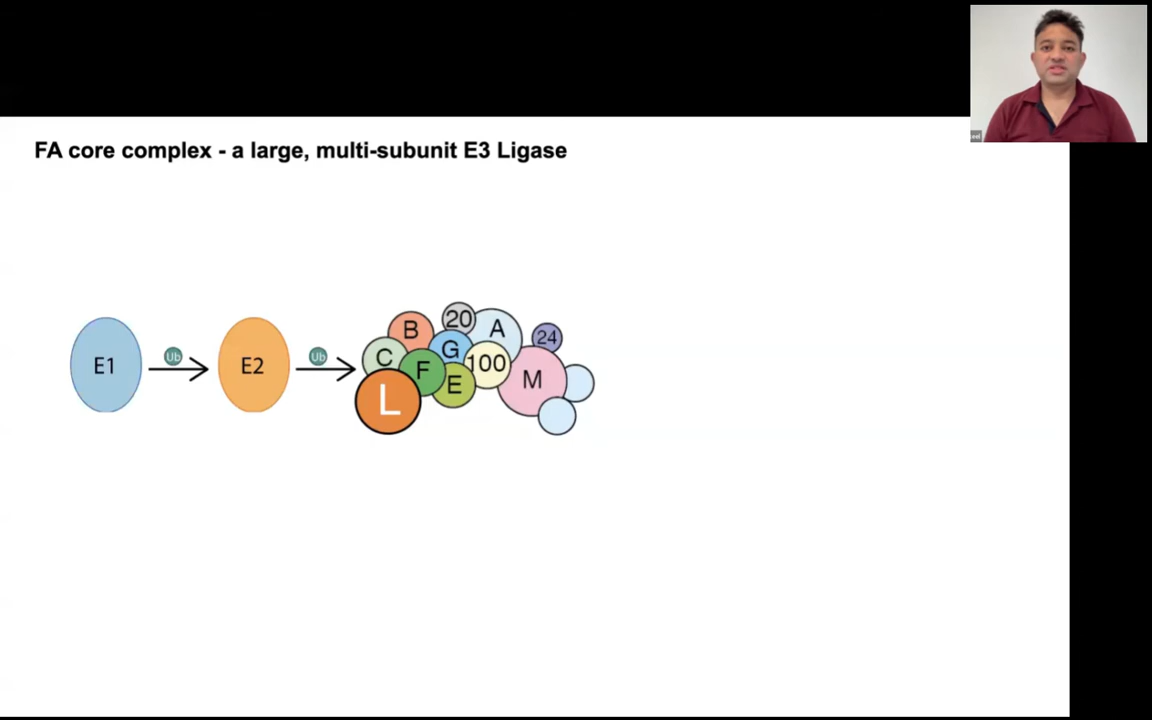 FA core complex - a large, multi-subunit E3 Ligase
E1
Ub
E2
Ub
B
20
A
24
C
G
F
100
E
M
L